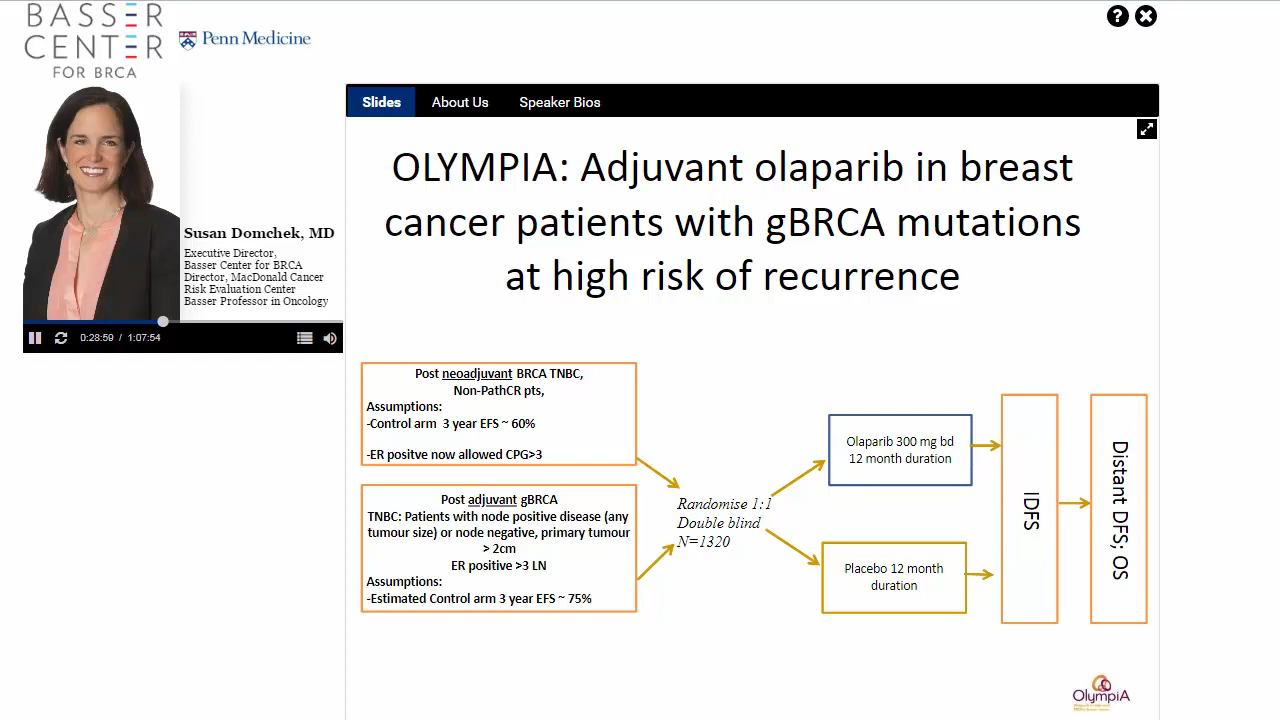 BASSER
CENTER
FOR BRCA
Penn Medicine
Susan Domchek, MD
Executive Director,
Basser Center for BRCA
Director, MacDonald Cancer
Risk Evaluation Center
Basser Professor in Oncology
0:28:59 / 1:07:54
Slides About Us Speaker Bios
OLYMPIA: Adjuvant olaparib in breast
cancer patients with gBRCA mutations
at high risk of recurrence
Post neoadjuvant BRCA TNBC,
Non-PathCR pts,
Assumptions:
-Control arm 3 year EFS ~ 60%
-ER positve now allowed CPG>3
Post adjuvant gBRCA
TNBC: Patients with node positive disease (any
tumour size) or node negative, primary tumour
> 2cm
ER positive >3 LN
Assumptions:
-Estimated Control arm 3 year EFS ~ 75%
Randomise 1:1
Double blind
N=1320
Olaparib 300 mg bd
12 month duration
Placebo 12 month
duration
IDFS
Distant DFS; OS
OlympiA